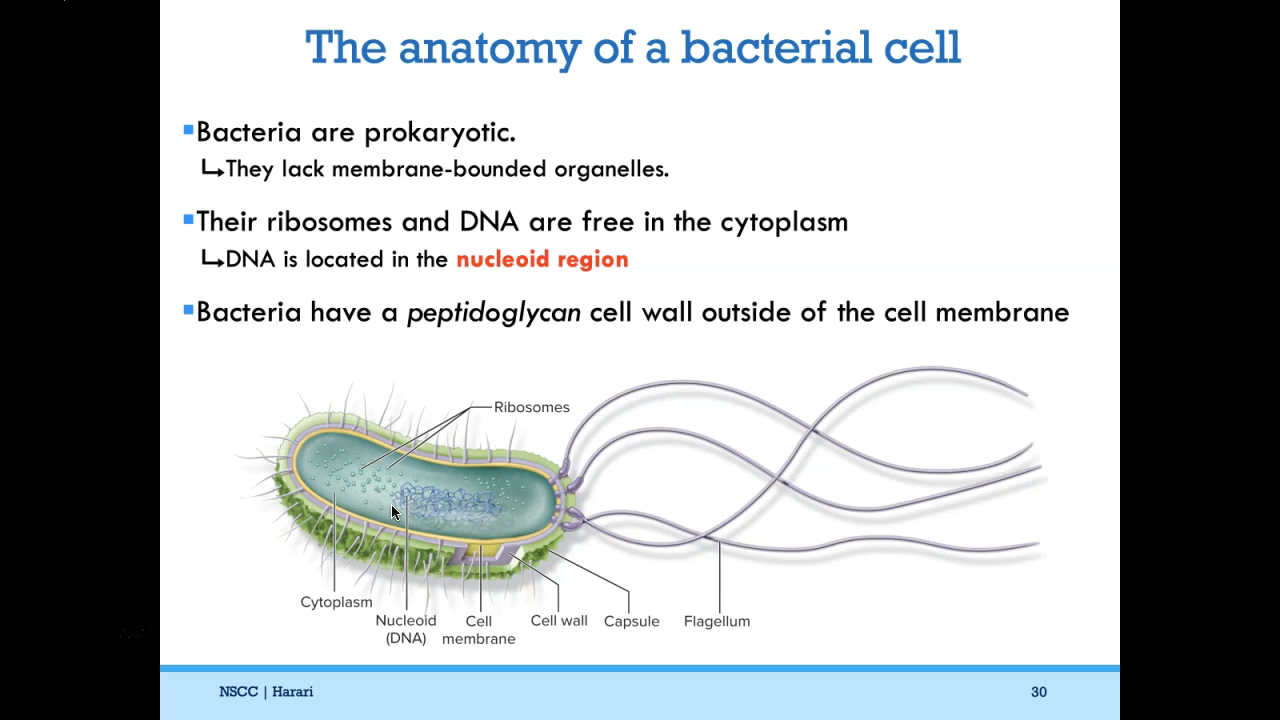 The anatomy of a bacterial cell
▪Bacteria are prokaryotic.
↳They lack membrane-bounded organelles.
▪Their ribosomes and DNA are free in the cytoplasm
↳DNA is located in the nucleoid region
▪Bacteria have a peptidoglycan cell wall outside of the cell membrane
Ribosomes
Cytoplasm
Nucleoid
(DNA)
Cell
membrane
Cell wall
Capsule
Flagellum
NSCC | Harari
30